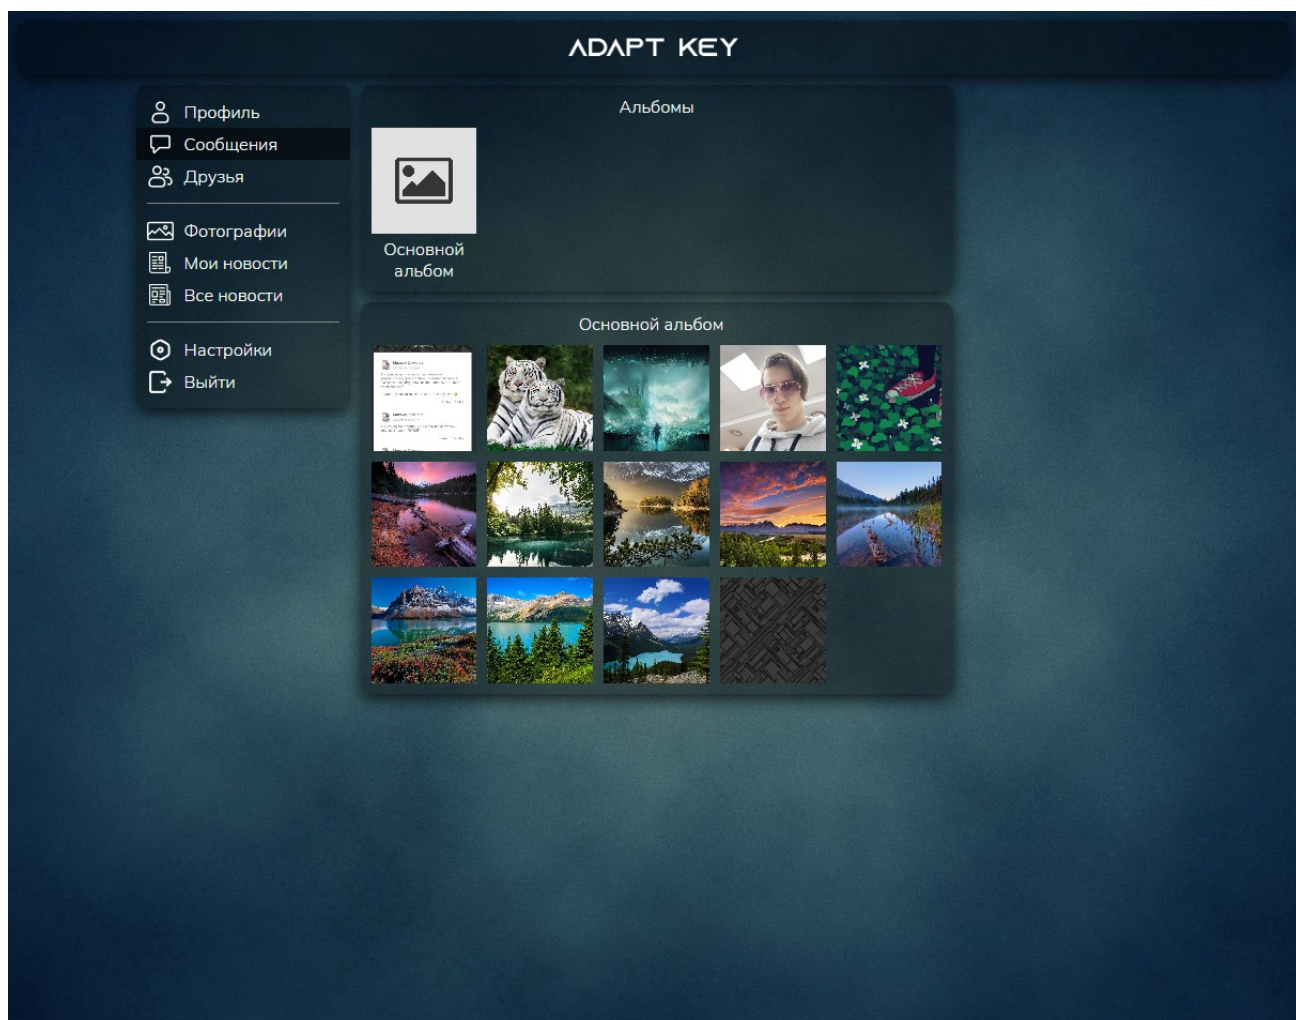 ADAPT KEY
Профиль
Сообщения
Друзья
Фотографии
Мои новости
Все новости
Настройки
Выйти
Альбомы
Основной
альбом
Основной альбом